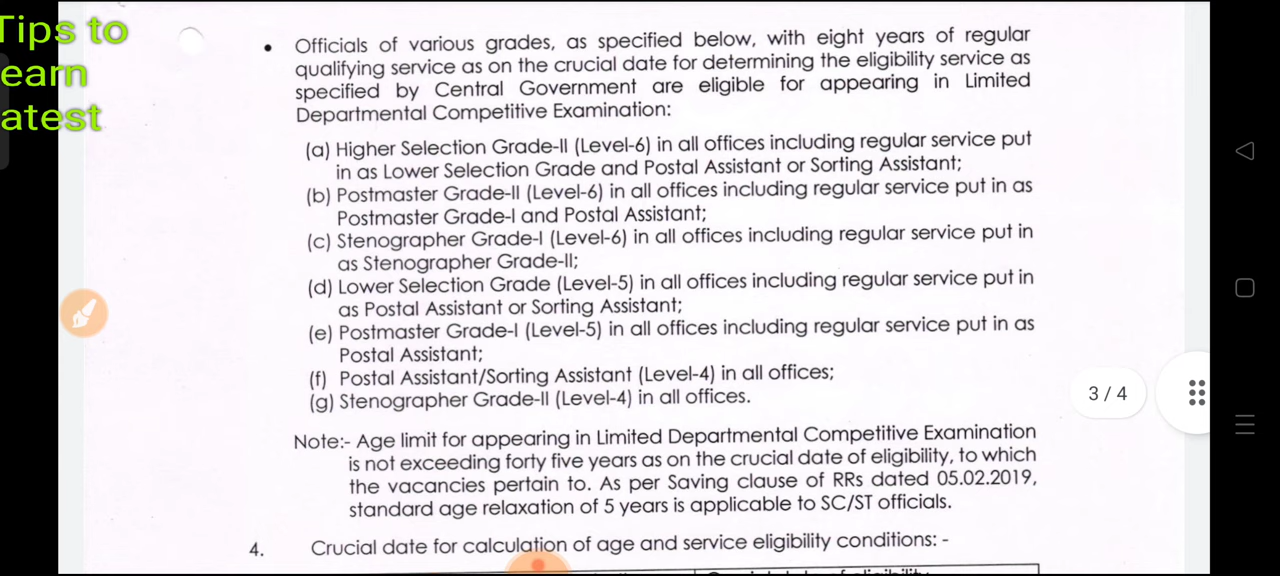 Tips to
earn
atest
• Officials of various grades, as specified below, with eight years of regular
qualifying service as on the crucial date for determining the eligibility service as
specified by Central Government are eligible for appearing in Limited
Departmental Competitive Examination:
(a) Higher Selection Grade-II (Level-6) in all offices including regular service put
in as Lower Selection Grade and Postal Assistant or Sorting Assistant;
(b) Postmaster Grade-II (Level-6) in all offices including regular service put in as
Postmaster Grade-I and Postal Assistant;
(c) Stenographer Grade-I (Level-6) in all offices including regular service put in
as Stenographer Grade-II;
(d) Lower Selection Grade (Level-5) in all offices including regular service put in
as Postal Assistant or Sorting Assistant;
(e) Postmaster Grade-I (Level-5) in all offices including regular service put in as
Postal Assistant;
(f) Postal Assistant/Sorting Assistant (Level-4) in all offices;
(g) Stenographer Grade-II (Level-4) in all offices.
3 / 4
Note:- Age limit for appearing in Limited Departmental Competitive Examination
is not exceeding forty five years as on the crucial date of eligibility, to which
the vacancies pertain to. As per Saving clause of RRs dated 05.02.2019,
standard age relaxation of 5 years is applicable to SC/ST officials.
4. Crucial date for calculation of age and service eligibility conditions: -